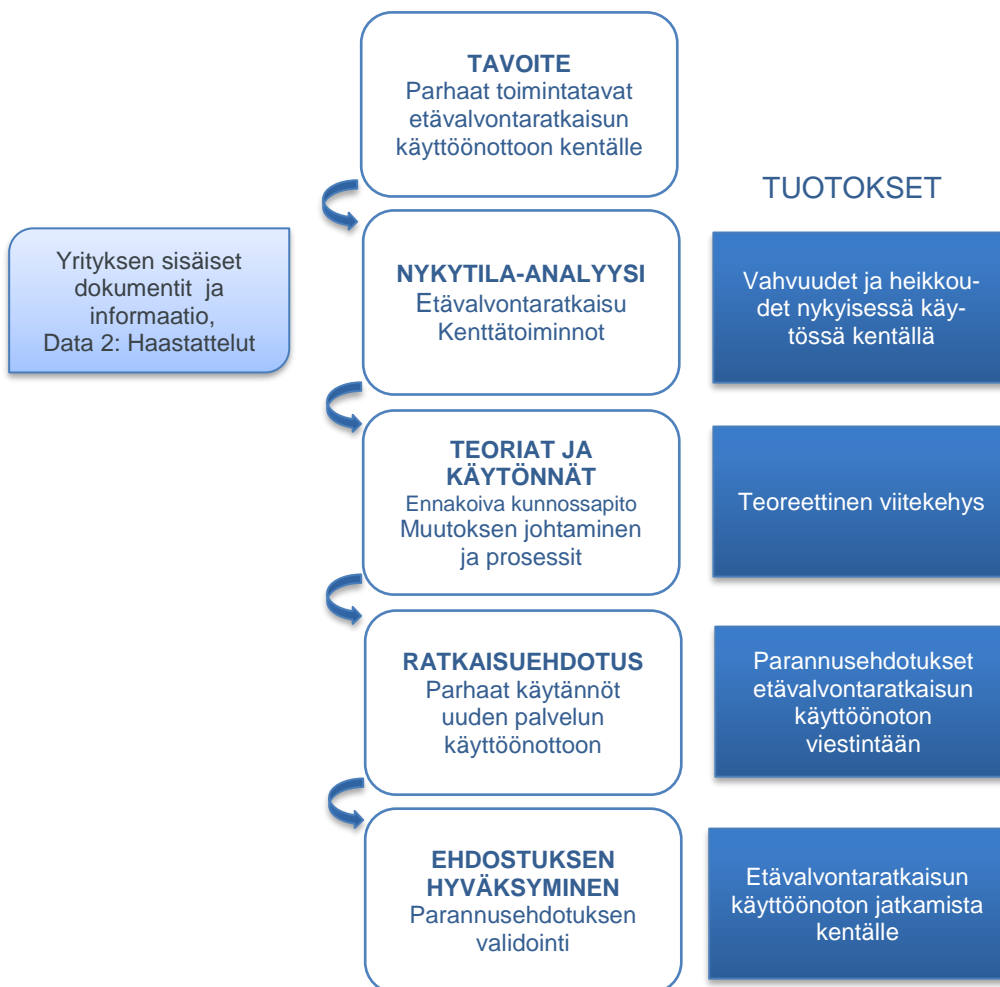 TAVOITE
Parhaat toimintatavat
etävalvontaratkaisun
käyttöönottoon kentälle
TUOTOKSET
Yrityksen sisäiset
dokumentit ja
informaatio,
Data 2: Haastattelut
NYKYTILA-ANALYYSI
Etävalvontaratkaisu
Kenttätoiminnot
Vahvuudet ja heikkou-
det nykyisessä käy-
tössä kentällä
TEORIAT JA
KÄYTÖNNÄT
Ennakoiva kunnossapito
Muutoksen johtaminen
ja prosessit
Teoreettinen viitekehys
RATKAISUEHDOTUS
Parhaat käytännöt
uuden palvelun
käyttöönottoon
Parannusehdotukset
etävalvontaratkaisun
käyttöönoton
viestintään
EHDOSTUKSEN
HYVÄKSYMINEN
Parannusehdotuksen
validointi
Etävalvontaratkaisun
käyttöönoton jatkamista
kentälle